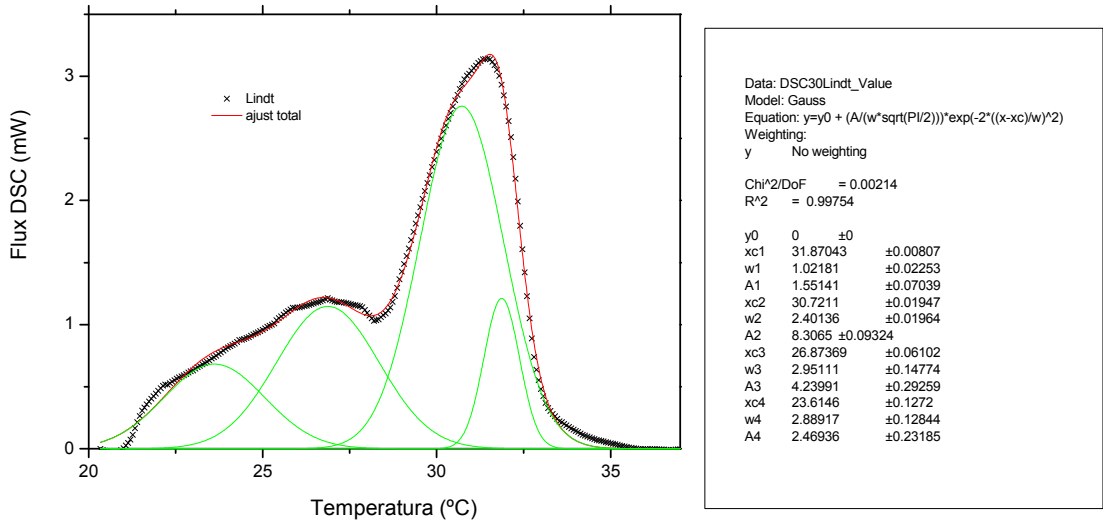 Flux DSC (mW)
3
2
1
0
Lindt
ajust total
20
25
30
35
Temperatura (ºC)
Data: DSC30Lindt_Value
Model: Gauss
Equation: y=y0 + (A/(w*sqrt(PI/2)))*exp(-2*((x-xc)/w)^2)
Weighting:
y No weighting
Chi^2/DoF = 0.00214
R^2 = 0.99754
y0 0 ±0
xc1 31.87043 ±0.00807
w1 1.02181 ±0.02253
A1 1.55141 ±0.07039
xc2 30.7211 ±0.01947
w2 2.40136 ±0.01964
A2 8.3065 ±0.09324
xc3 26.87369 ±0.06102
w3 2.95111 ±0.14774
A3 4.23991 ±0.29259
xc4 23.6146 ±0.1272
w4 2.88917 ±0.12844
A4 2.46936 ±0.23185